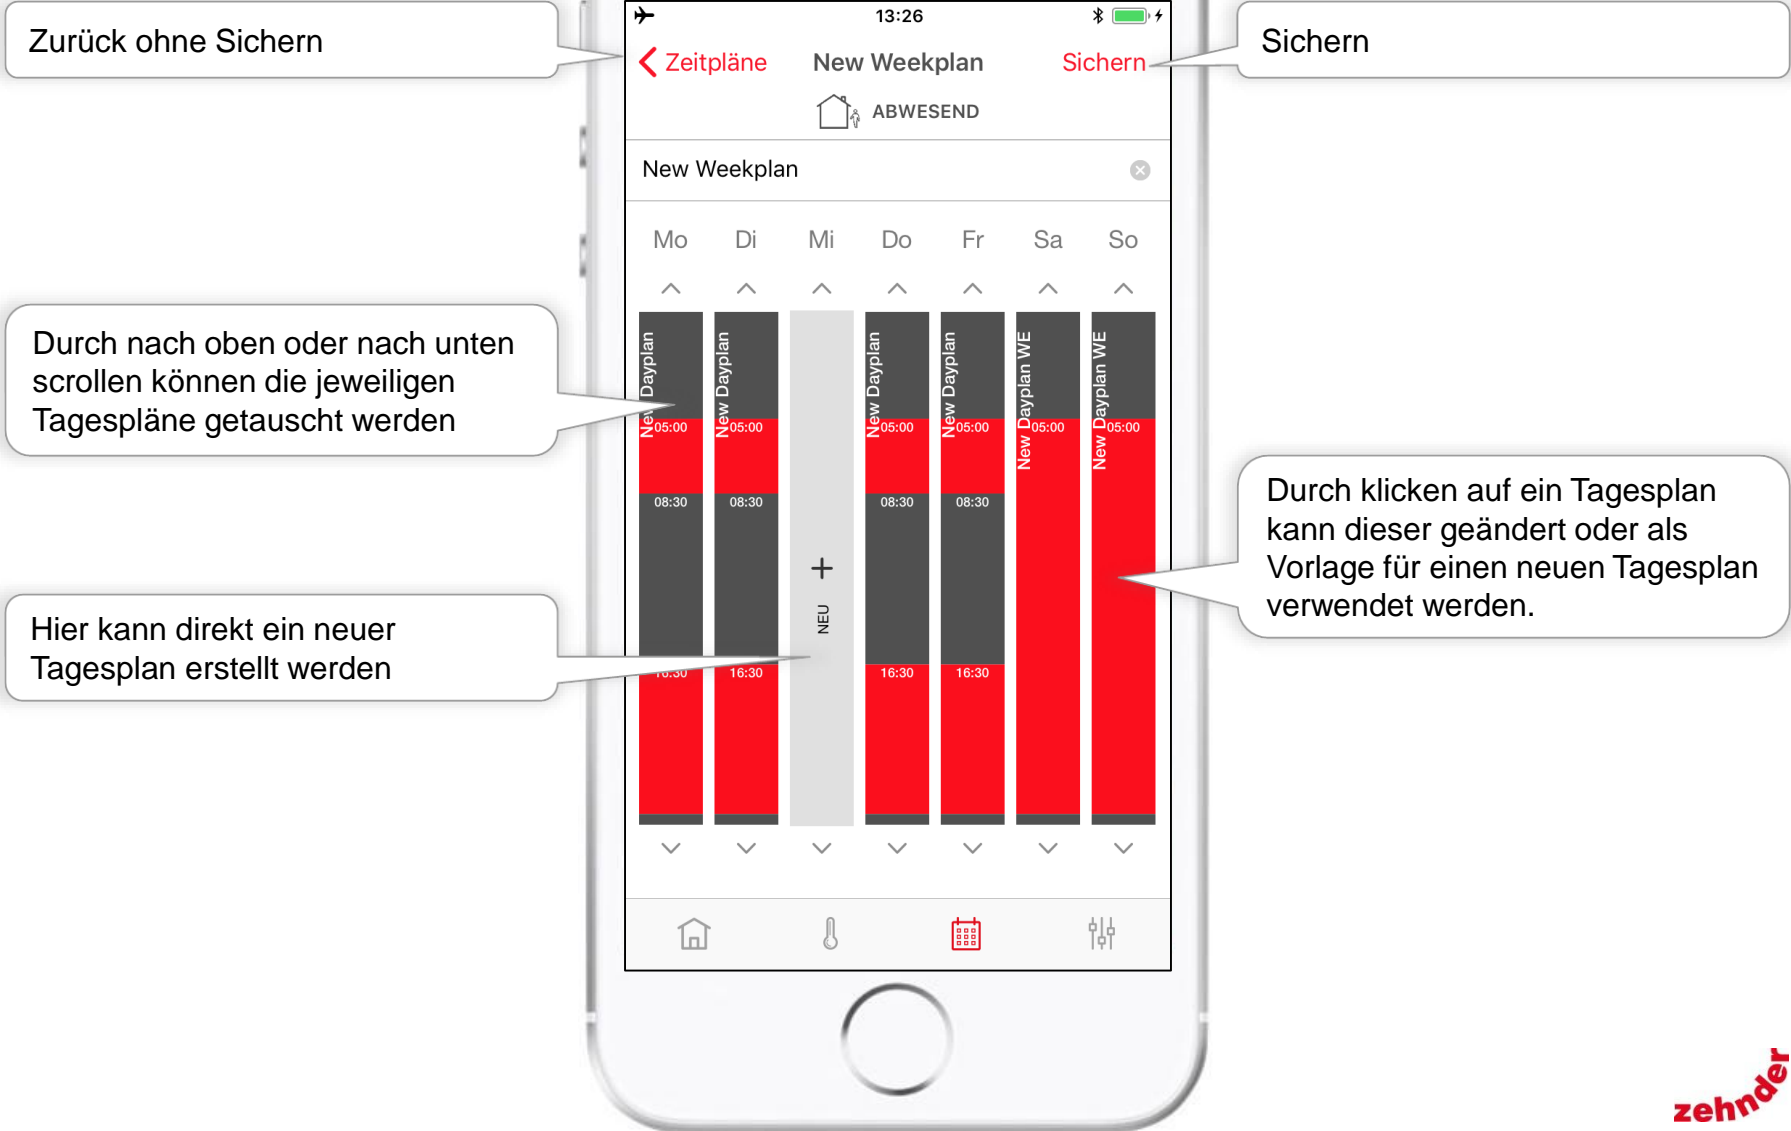 Zurück ohne Sichern
13:26
Zeitpläne
New Weekplan
Sichern
Sichern
ABWESEND
New Weekplan
Mo Di Mi Do Fr Sa So
Durch nach oben oder nach unten
scrollen können die jeweiligen
Tagespläne getauscht werden
New Dayplan
New Dayplan
New Dayplan
New Dayplan
New Dayplan WE
New Dayplan WE
05:00 05:00 05:00 05:00 05:00 05:00
08:30 08:30 08:30 08:30
Durch klicken auf ein Tagesplan
kann dieser geändert oder als
Vorlage für einen neuen Tagesplan
verwendet werden.
+
NEU
Hier kann direkt ein neuer
Tagesplan erstellt werden
16:30 16:30 16:30 16:30
zehnder